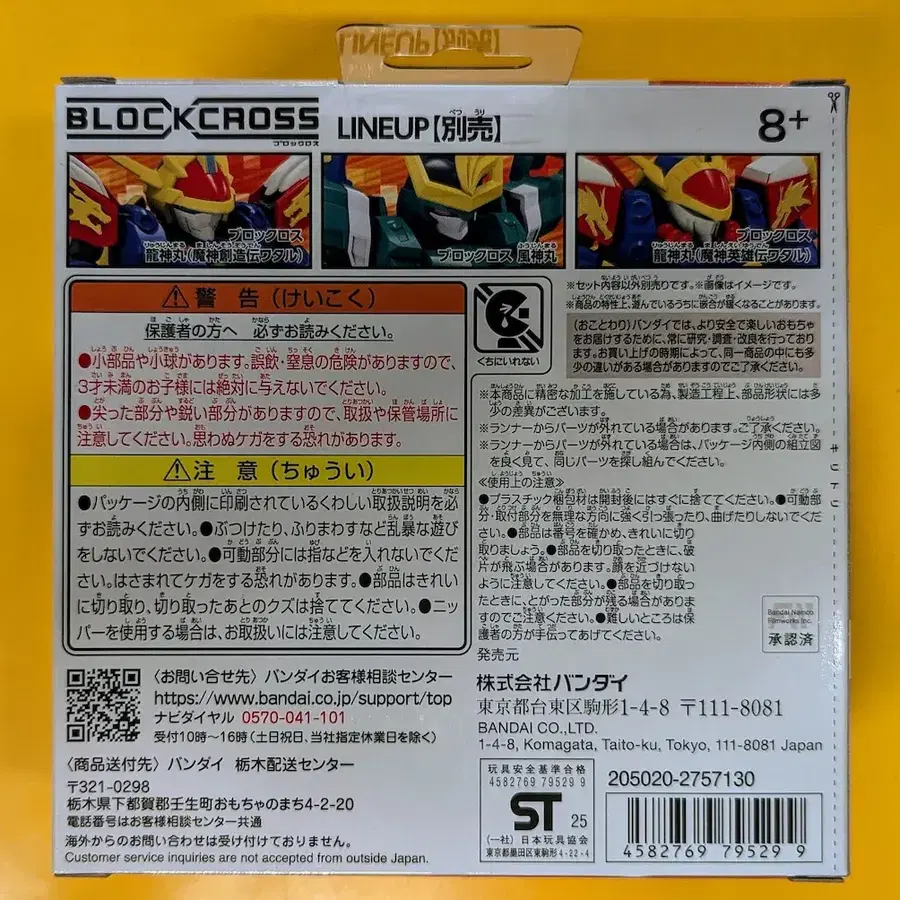 BLOCKCROSS
ブロックロス
LINEUP【別売】
8+
ブロックロス
龍神丸(魔神創造伝ワタル)
ブロックロス 風神丸
ブロックロス
龍神丸(魔神英雄伝ワタル)
⚠警 告(けいこく)
保護者の方へ 必ずお読みください。
●小部品や小球があります。誤飲・窒息の危険がありますので、
3才未満のお子様には絶対に与えないでください。
●尖った部分や鋭い部分がありますので、取扱や保管場所に
注意してください。思わぬケガをする恐れがあります。
⚠注 意(ちゅうい)
●パッケージの内側に印刷されているくわしい取扱説明を必
ずお読みください。●ぶつけたり、ふりまわすなど乱暴な遊び
をしないでください。●可動部分には指などを入れないでください。
はさまれてケガをする恐れがあります。●部品はきれい
に切り取り、切り取ったあとのクズは捨ててください。●ニッ
パーを使用する場合は、お取扱いには注意してください。
くちにいれない
※セット内容以外別売りです。※画像はイメージです。
※商品の特性上、遊んでいるうちに嵌合が緩くなることがあります。
(おことわり)バンダイでは、より安全で楽しいおもちゃ
をお届けするために、常に研究・調査・改良を行ってお
ります。お買い上げの時期によって、同一商品の中にも多
少の違いがある場合がありますのでご了承ください。
※本商品に精密な加工を施している為、製造工程上、部品形状には多
少の差異がございます。
※ランナーからパーツが外れている場合があります。ご了承ください。
※ランナーからパーツが外れている場合は、パッケージ内側の組立図
を良く見て、同じパーツを探し組んでください。
≪使用上の注意≫
●プラスチック梱包材は開封後にはすぐに捨ててください。●可動部
分・取付部分を無理な方向に強く引っ張ったり、曲げたりしないでく
ださい。●部品は番号を確かめ、きれいに切り
取りましょう。●部品を切り取ったときに、破
片が飛ぶ場合があります。顔を近づけない
ように注意してください。●部品を切り取っ
たときに、とがった部分が残る場合があり
ますのでご注意ください。●難しいところは保
護者の方が手伝ってあげてください。
キリトリ
Bandai Namco
Filmworks Inc.
承認済
発売元
株式会社バンダイ
東京都台東区駒形1-4-8 〒111-8081
BANDAI CO.,LTD.
1-4-8, Komagata, Taito-ku, Tokyo, 111-8081 Japan
〈お問い合せ先〉バンダイお客様相談センター
https://www.bandai.co.jp/support/top
ナビダイヤル 0570-041-101
受付10時~16時(土日祝日、当社指定休業日を除く)
〈商品送付先〉バンダイ 栃木配送センター
〒321-0298
栃木県下都賀郡壬生町おもちゃのまち4-2-20
電話番号はお客様相談センター共通
海外からのお問い合わせは受け付けておりません。
Customer service inquiries are not accepted from outside Japan.
玩具安全基準合格
4582769 79529 9
ST 25
(一社)日本玩具協会
東京都墨田区東駒形4-22-4
205020-2757130
4582769 795299